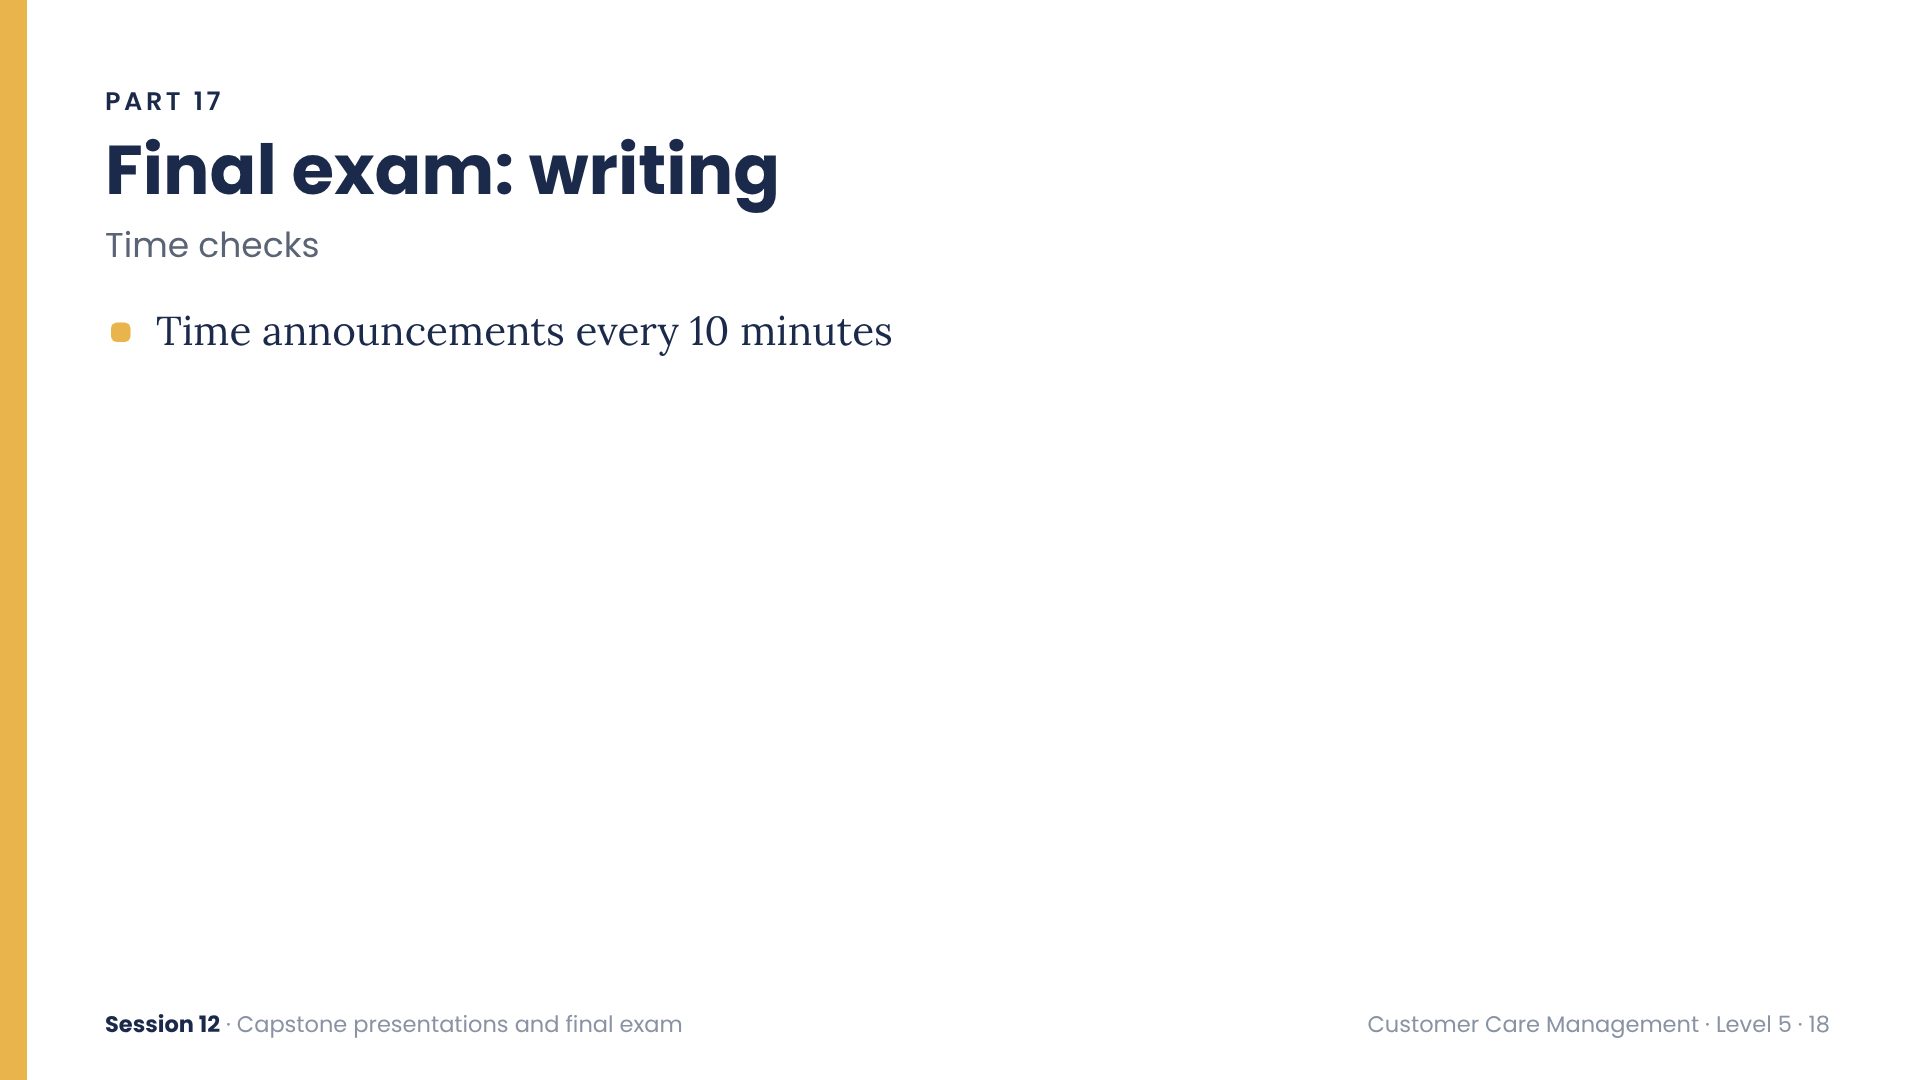 PART 17
Final exam: writing
Time checks
Time announcements every 10 minutes
Session 12 · Capstone presentations and final exam
Customer Care Management · Level 5 · 18